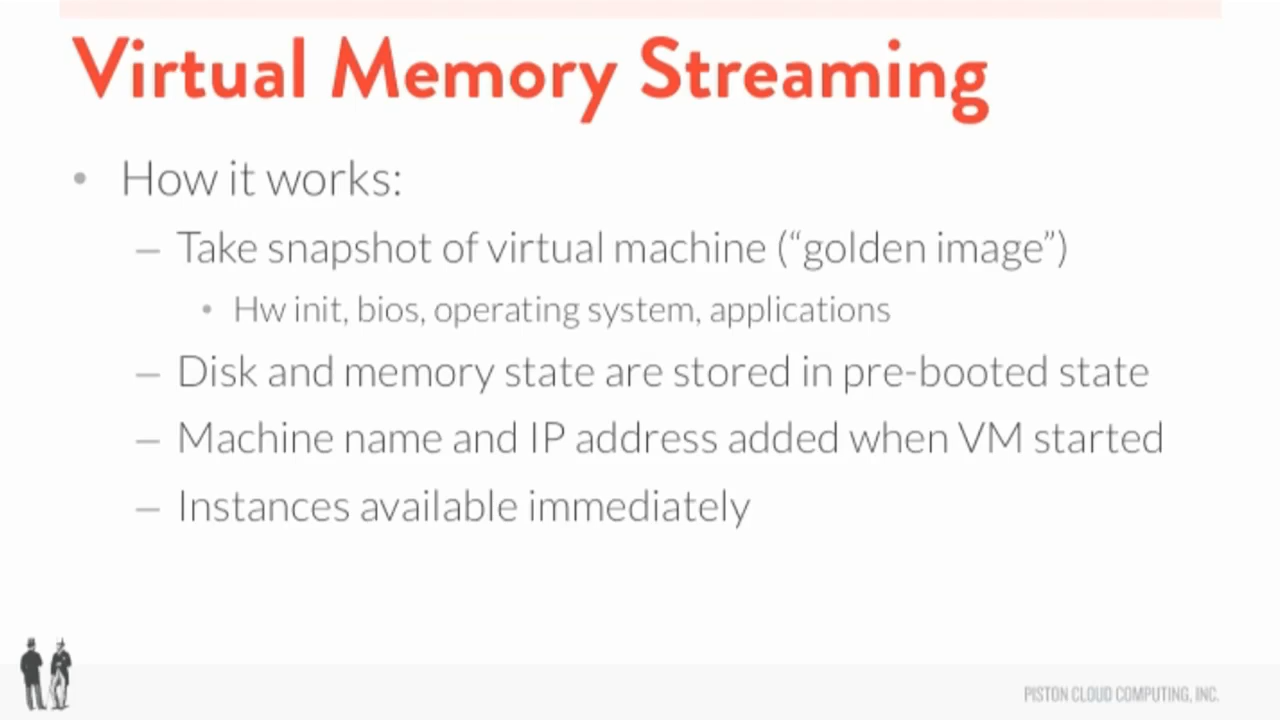 Virtual Memory Streaming
• How it works:
– Take snapshot of virtual machine (“golden image”)
• Hw init, bios, operating system, applications
– Disk and memory state are stored in pre-booted state
– Machine name and IP address added when VM started
– Instances available immediately
PISTON CLOUD COMPUTING, INC.